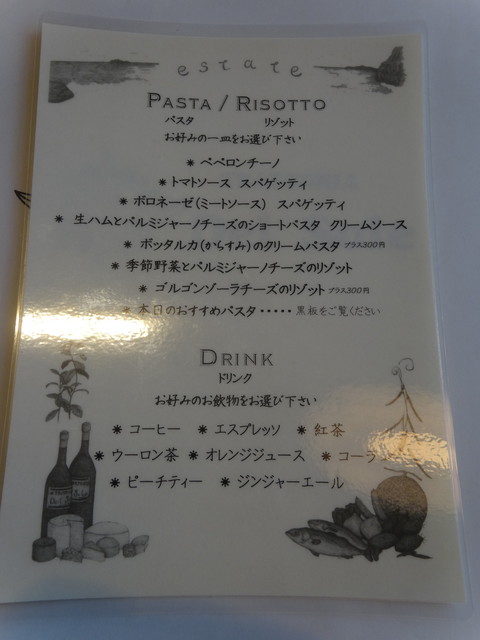 estate
PASTA / RISOTTO
パスタ リゾット
お好みの一皿をお選び下さい
＊ ペペロンチーノ
＊ トマトソース スパゲッティ
＊ ボロネーゼ(ミートソース) スパゲッティ
＊ 生ハムとパルミジャーノチーズのショートパスタ クリームソース
＊ ボッタルカ(からすみ)のクリームパスタ プラス300円
＊ 季節野菜とパルミジャーノチーズのリゾット
＊ ゴルゴンゾーラチーズのリゾット プラス300円
＊ 本日のおすすめパスタ・・・・・ 黒板をご覧ください
DRINK
ドリンク
お好みのお飲物をお選び下さい
＊ コーヒー ＊ エスプレッソ ＊ 紅茶
＊ ウーロン茶 ＊ オレンジジュース ＊ コーラ
＊ ピーチティー ＊ ジンジャーエール